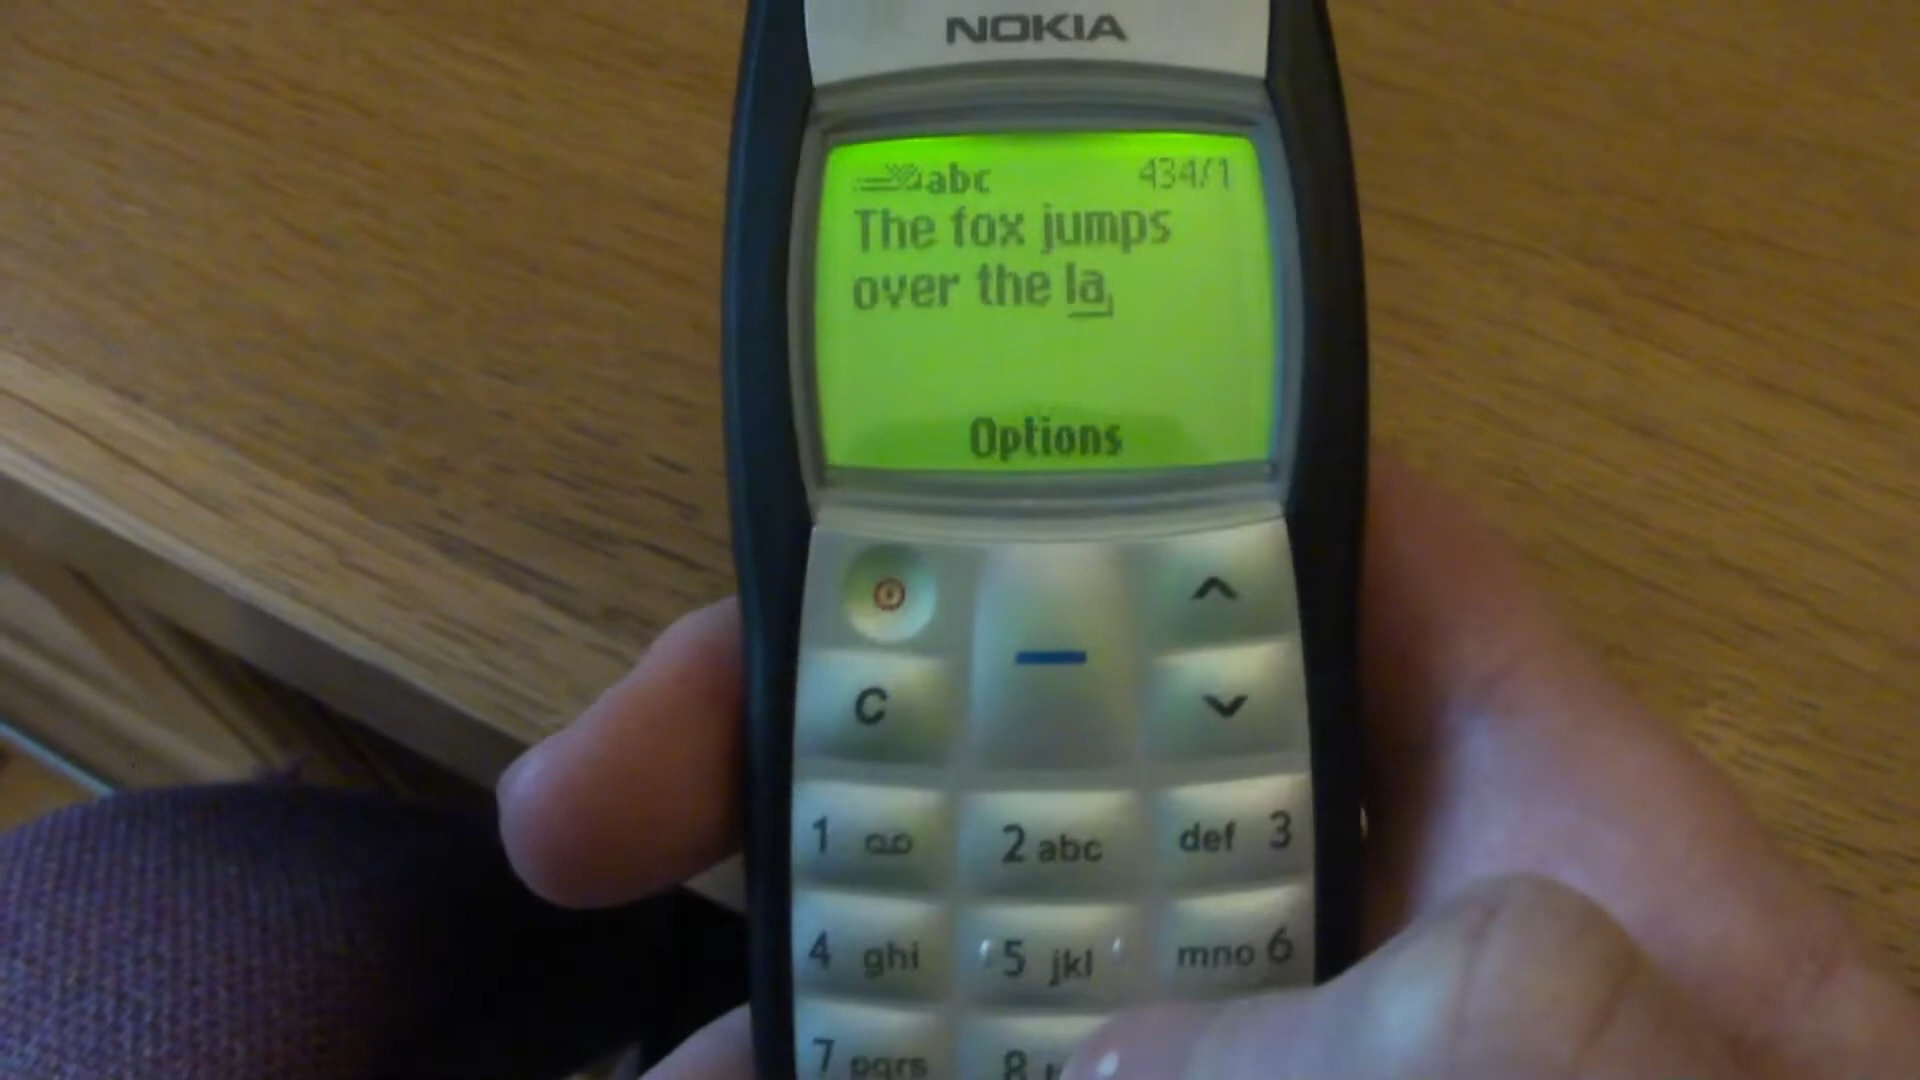 NOKIA
abc 434/1
The fox jumps
over the la
Options
C
1
2 abc
def 3
4 ghi
5 jkl
mno 6
7 pqrs
8